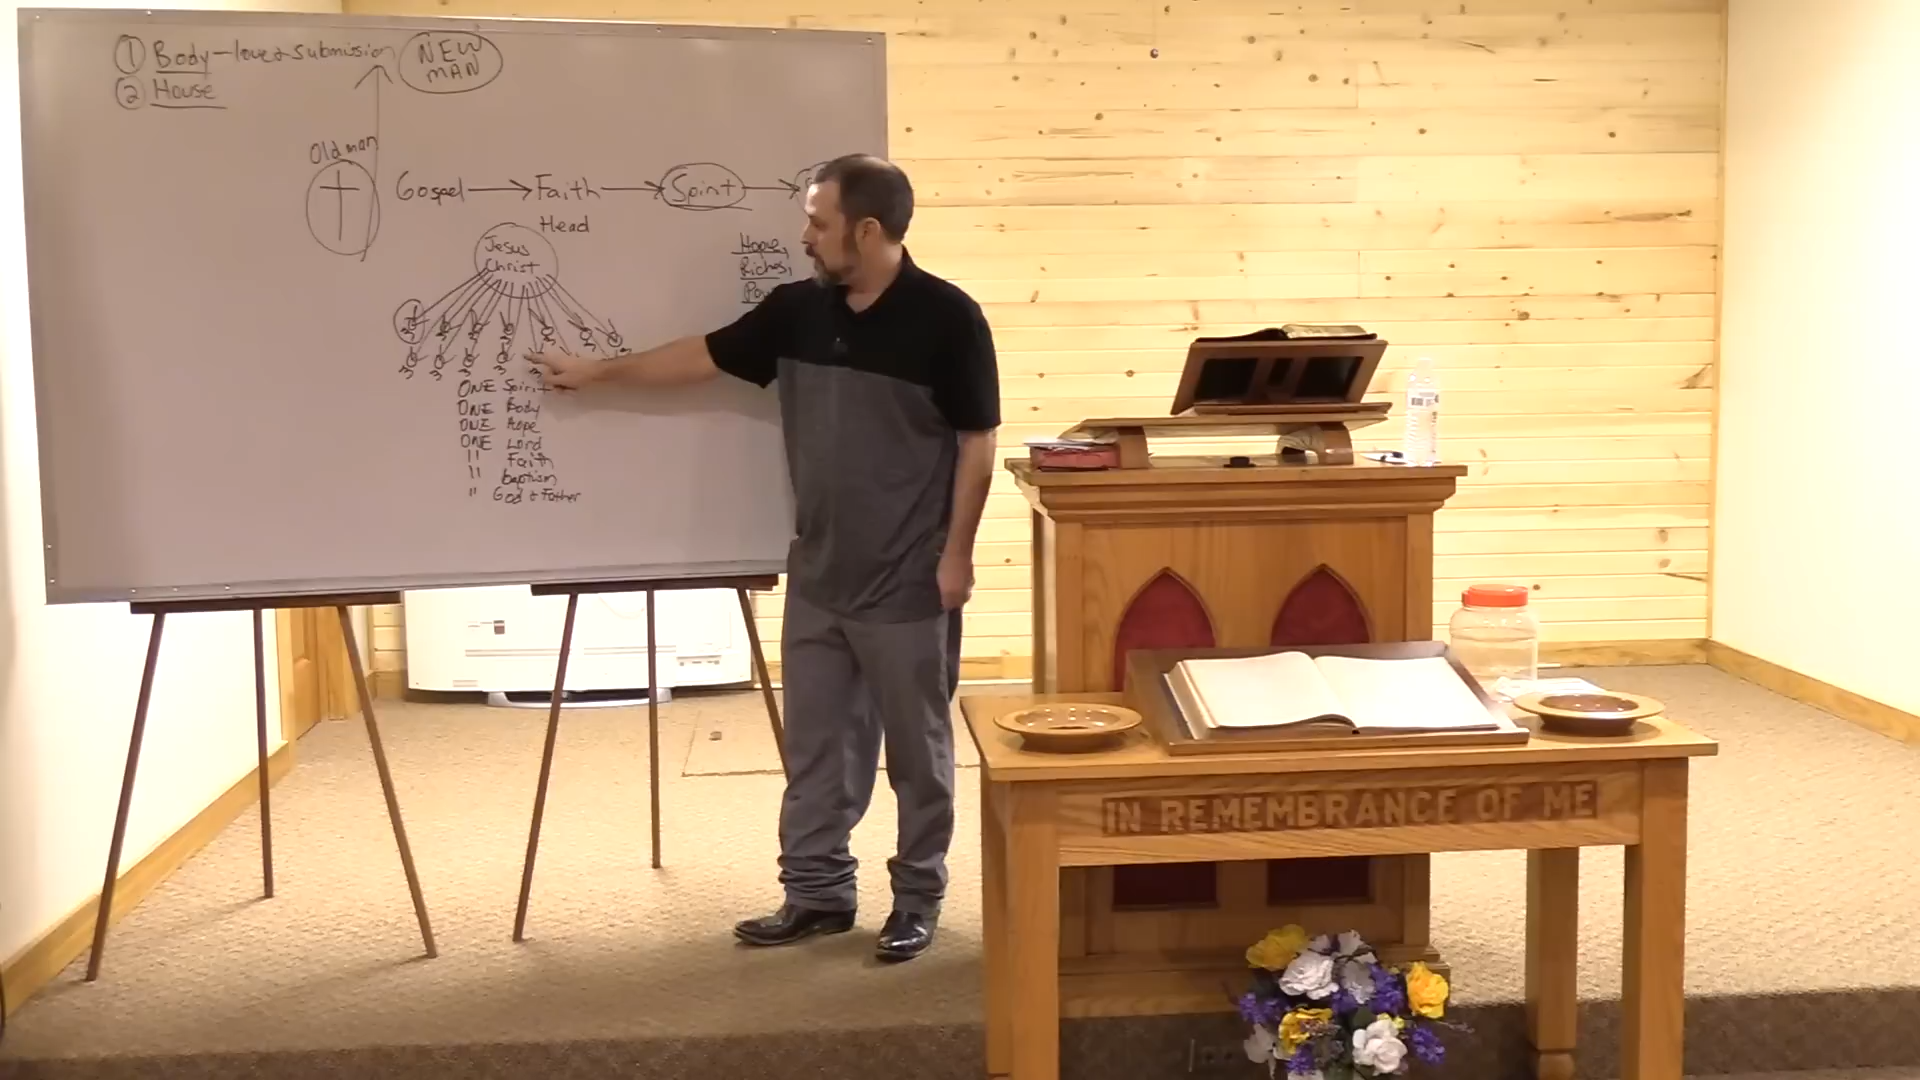 ① Body - love & submission
NEW
MAN
② House
Old man
Gospel → Faith → Spirit →
Head
Jesus
Christ
Hope,
Riches,
ONE Spirit
ONE Body
ONE Hope
ONE Lord
" Faith
" baptism
" God & Father
IN REMEMBRANCE OF ME